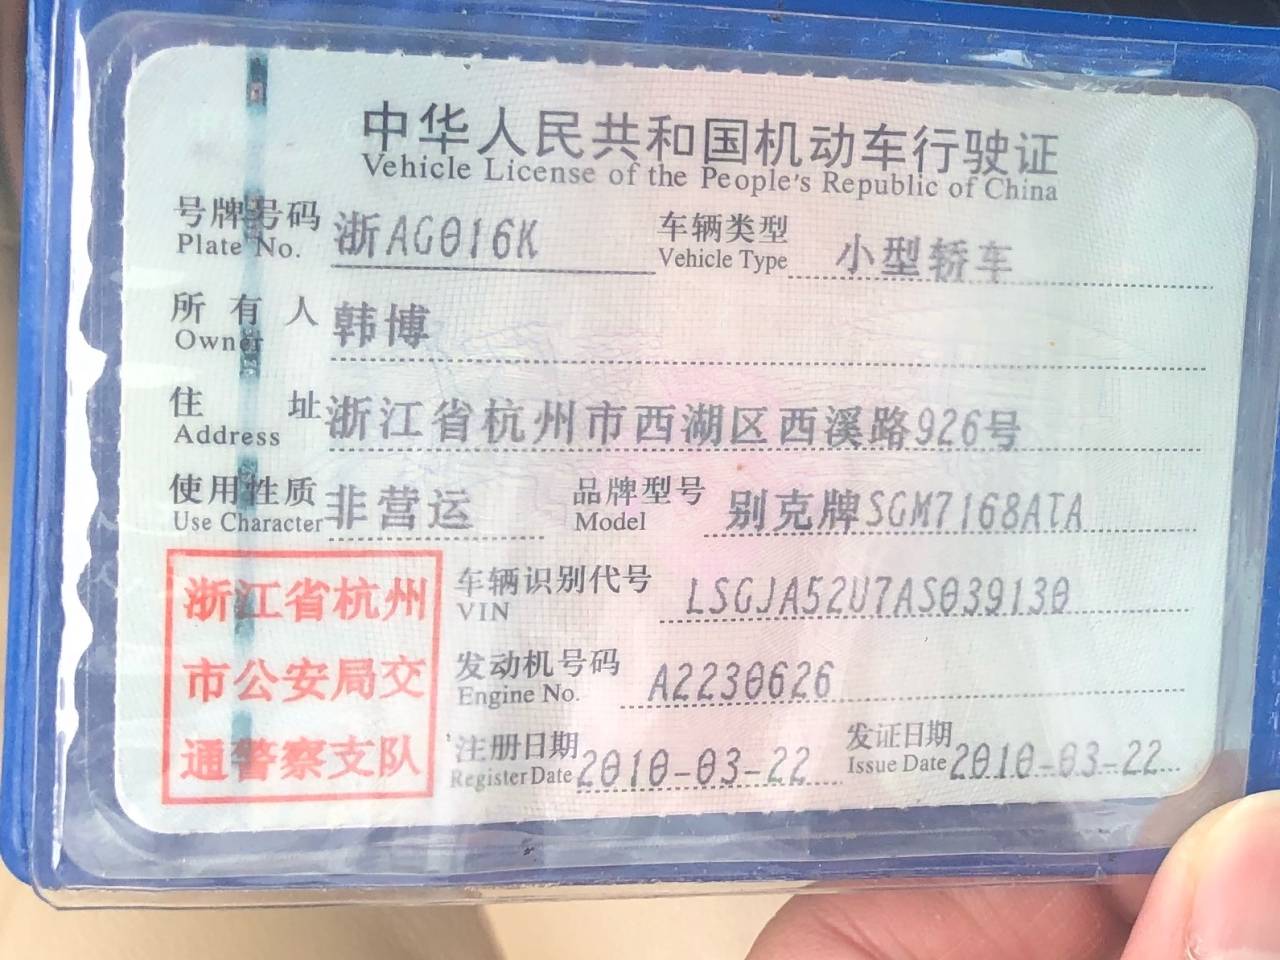 中华人民共和国机动车行驶证
Vehicle License of the People's Republic of China
号牌号码 浙AG016K 车辆类型 小型轿车
Plate No. Vehicle Type
所有人 韩博
Owner
住址 浙江省杭州市西湖区西溪路926号
Address
使用性质 非营运 品牌型号 别克牌SGM7168ATA
Use Character Model
浙江省杭州
市公安局交
通警察支队
车辆识别代号 LSGJA52U7AS039130
VIN
发动机号码 A2230626
Engine No.
注册日期 2010-03-22 发证日期 2010-03-22
Register Date Issue Date